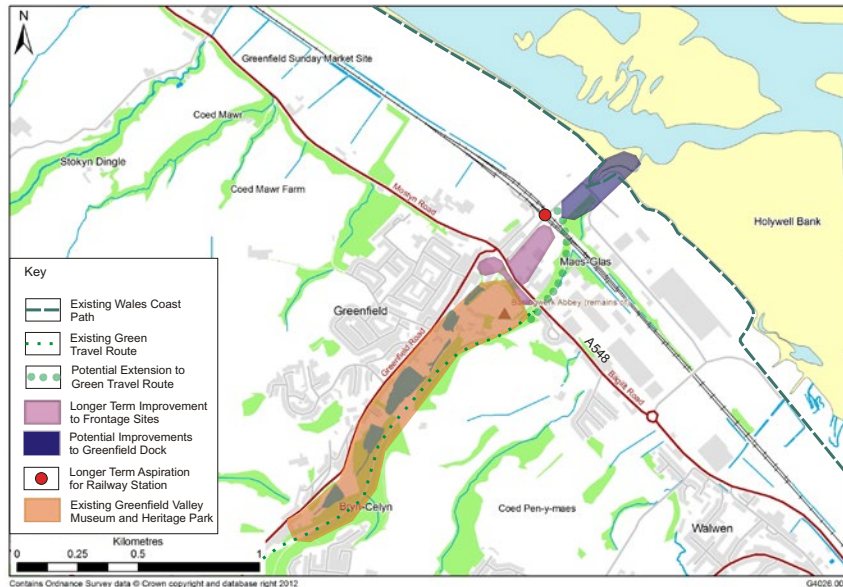 N
Greenfield Sunday Market Site
Coed Mawr
Stokyn Dingle
Coed Mawr Farm
Mostyn Road
Holywell Bank
Maes-Glas
Greenfield
Abbey (remains of)
Greenfield Road
A548
Bagillt Road
Bryn-Celyn
Coed Pen-y-maes
Walwen
Key
Existing Wales Coast
Path
Existing Green
Travel Route
Potential Extension to
Green Travel Route
Longer Term Improvement
to Frontage Sites
Potential Improvements
to Greenfield Dock
Longer Term Aspiration
for Railway Station
Existing Greenfield Valley
Museum and Heritage Park
Kilometres
0 0.25 0.5 1
Contains Ordnance Survey data © Crown copyright and database right 2012
G4026.00